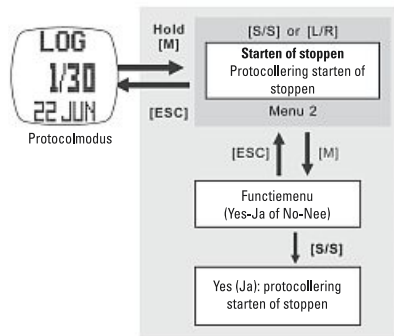 LOG
1/30
22 JUN
Protocolmodus
Hold
[M]
[ESC]
[S/S] or [L/R]
Starten of stoppen
Protocollering starten of
stoppen
Menu 2
[ESC]
[M]
Functiemenu
(Yes-Ja of No-Nee)
[S/S]
Yes (Ja): protocollering
starten of stoppen